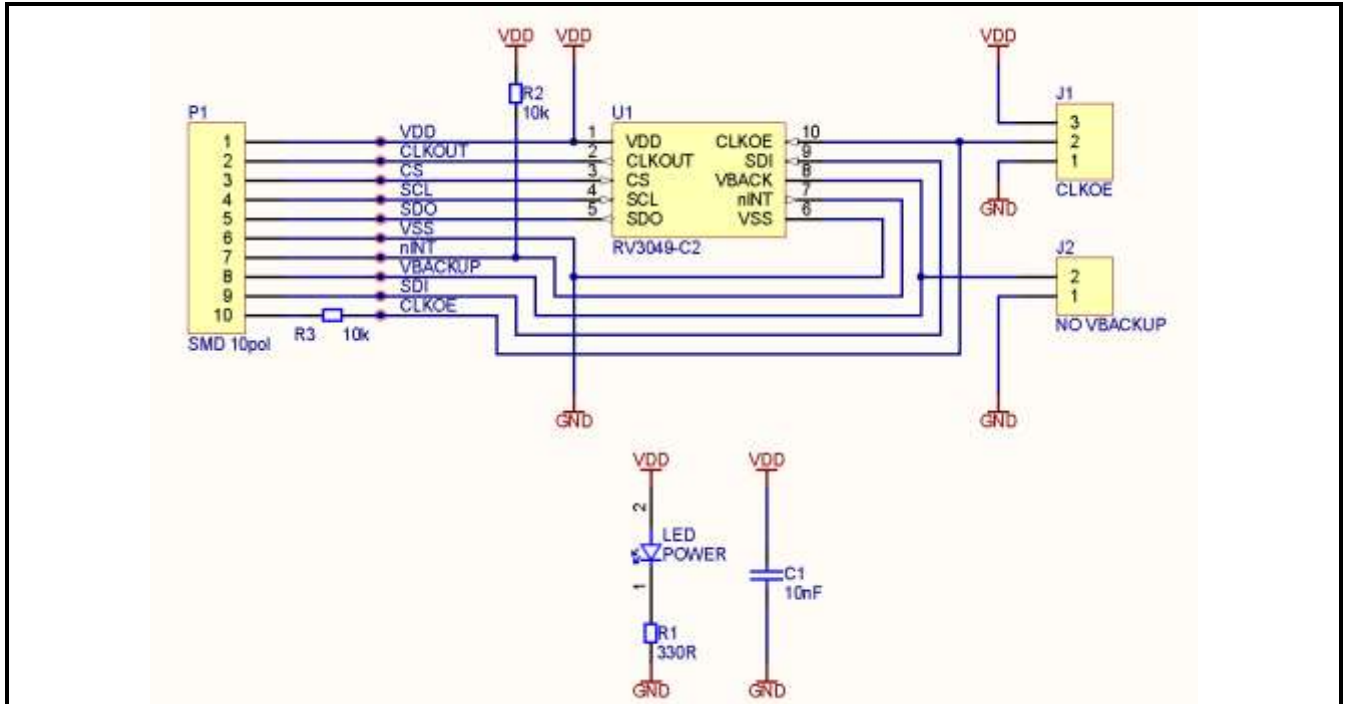 VDD VDD VDD
R2
10k
P1
U1
J1
1 VDD 1 VDD CLKOE 10 3
2 CLKOUT 2 CLKOUT SDI 9 2
3 CS 3 CS VBACK 8 1
4 SCL 4 SCL nINT 7 CLKOE
5 SDO 5 SDO VSS 6 GND
6 VSS
RV3049-C2
J2
7 nINT
8 VBACKUP 2
9 SDI 1
10 CLKOE
R3 10k
SMD 10pol
NO VBACKUP
GND GND
VDD VDD
2
LED
POWER
1
C1
10nF
R1
330R
GND GND